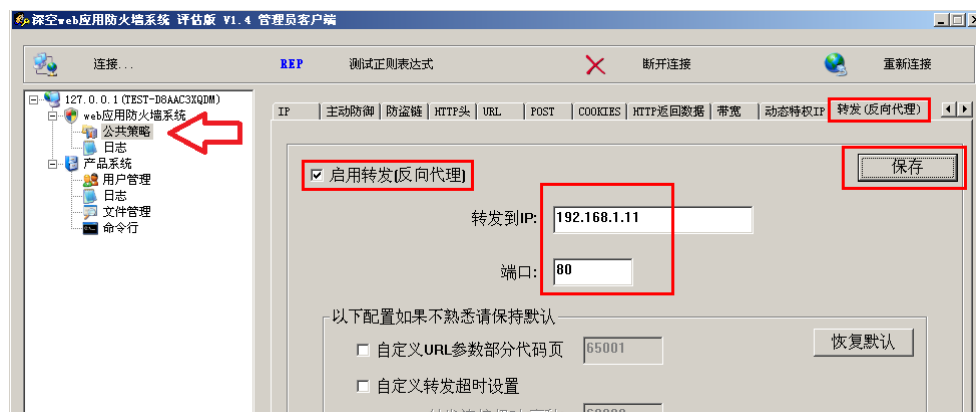 深空web应用防火墙系统 评估版 V1.4 管理员客户端
连接... REP 测试正则表达式 断开连接 重新连接
127.0.0.1(TEST-D8AAC3XQDM)
web应用防火墙系统
公共策略
日志
产品系统
用户管理
日志
文件管理
命令行
IP 主动防御 防盗链 HTTP头 URL POST COOKIES HTTP返回数据 带宽 动态特权IP 转发(反向代理)
保存
启用转发(反向代理)
转发到IP: 192.168.1.11
端口: 80
以下配置如果不熟悉请保持默认
自定义URL参数部分代码页 65001 恢复默认
自定义转发超时设置